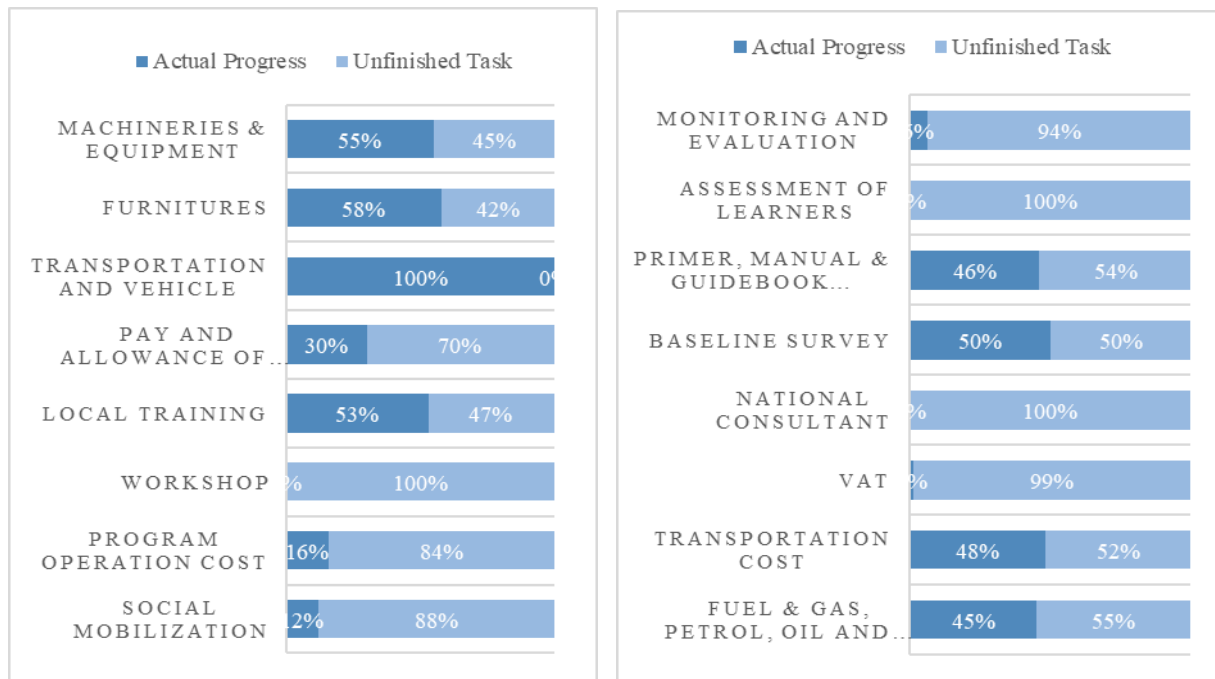 Actual Progress Unfinished Task
MACHINERIES &
EQUIPMENT
55% 45%
FURNITURES
58% 42%
TRANSPORTATION
AND VEHICLE
100% 0%
PAY AND
ALLOWANCE OF ...
30% 70%
LOCAL TRAINING
53% 47%
WORKSHOP
% 100%
PROGRAM
OPERATION COST
16% 84%
SOCIAL
MOBILIZATION
12% 88%
Actual Progress Unfinished Task
MONITORING AND
EVALUATION
94%
ASSESSMENT OF
LEARNERS
% 100%
PRIMER, MANUAL &
GUIDEBOOK...
46% 54%
BASELINE SURVEY
50% 50%
NATIONAL
CONSULTANT
% 100%
VAT
% 99%
TRANSPORTATION
COST
48% 52%
FUEL & GAS,
PETROL, OIL AND ...
45% 55%